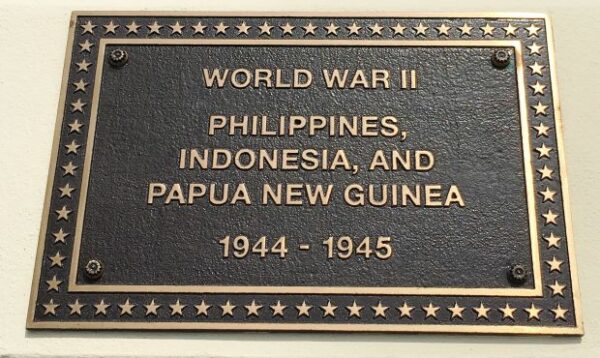 WORLD WAR II
PHILIPPINES,
INDONESIA, AND
PAPUA NEW GUINEA
1944 - 1945